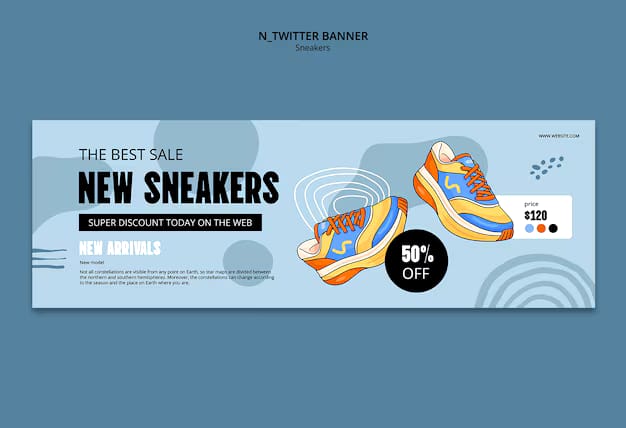 N_TWITTER BANNER
Sneakers
WWW.WEBSITE.COM
THE BEST SALE
NEW SNEAKERS
SUPER DISCOUNT TODAY ON THE WEB
NEW ARRIVALS
New model
Not all constellations are visible from any point on Earth, so star maps are divided between
the northern and southern hemispheres. Moreover, the constellations can change according
to the season and the place on Earth where you are.
50%
OFF
price
$120